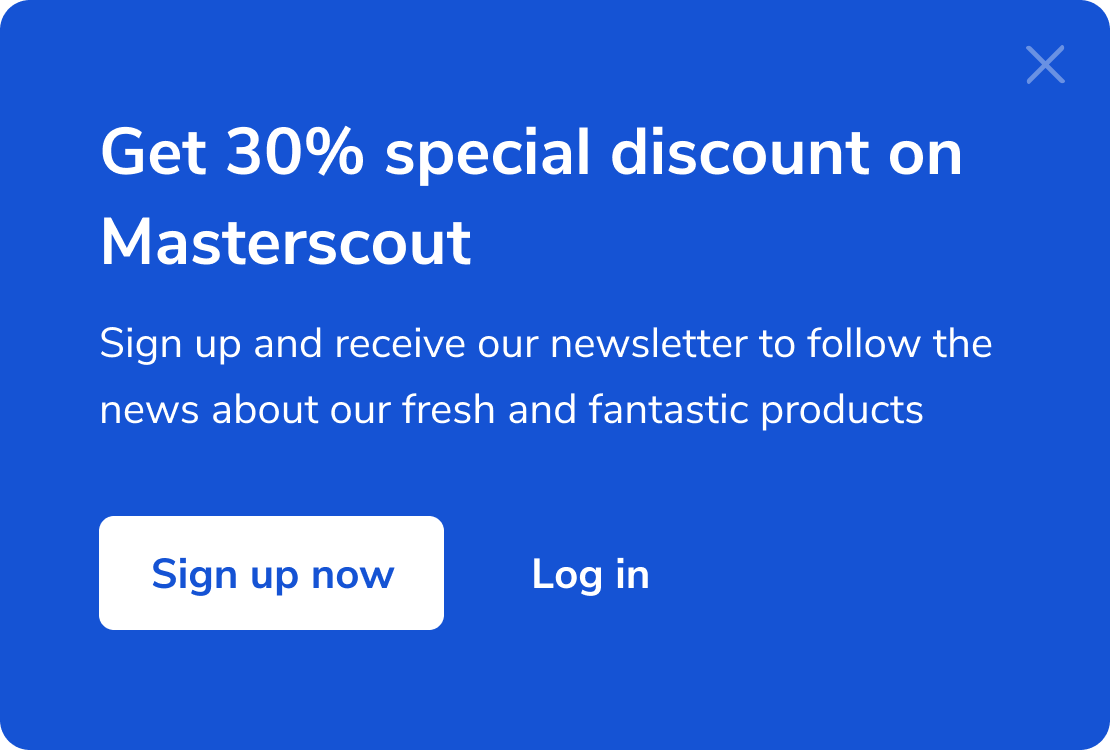 Get 30% special discount on
Masterscout
Sign up and receive our newsletter to follow the
news about our fresh and fantastic products
Sign up now
Log in